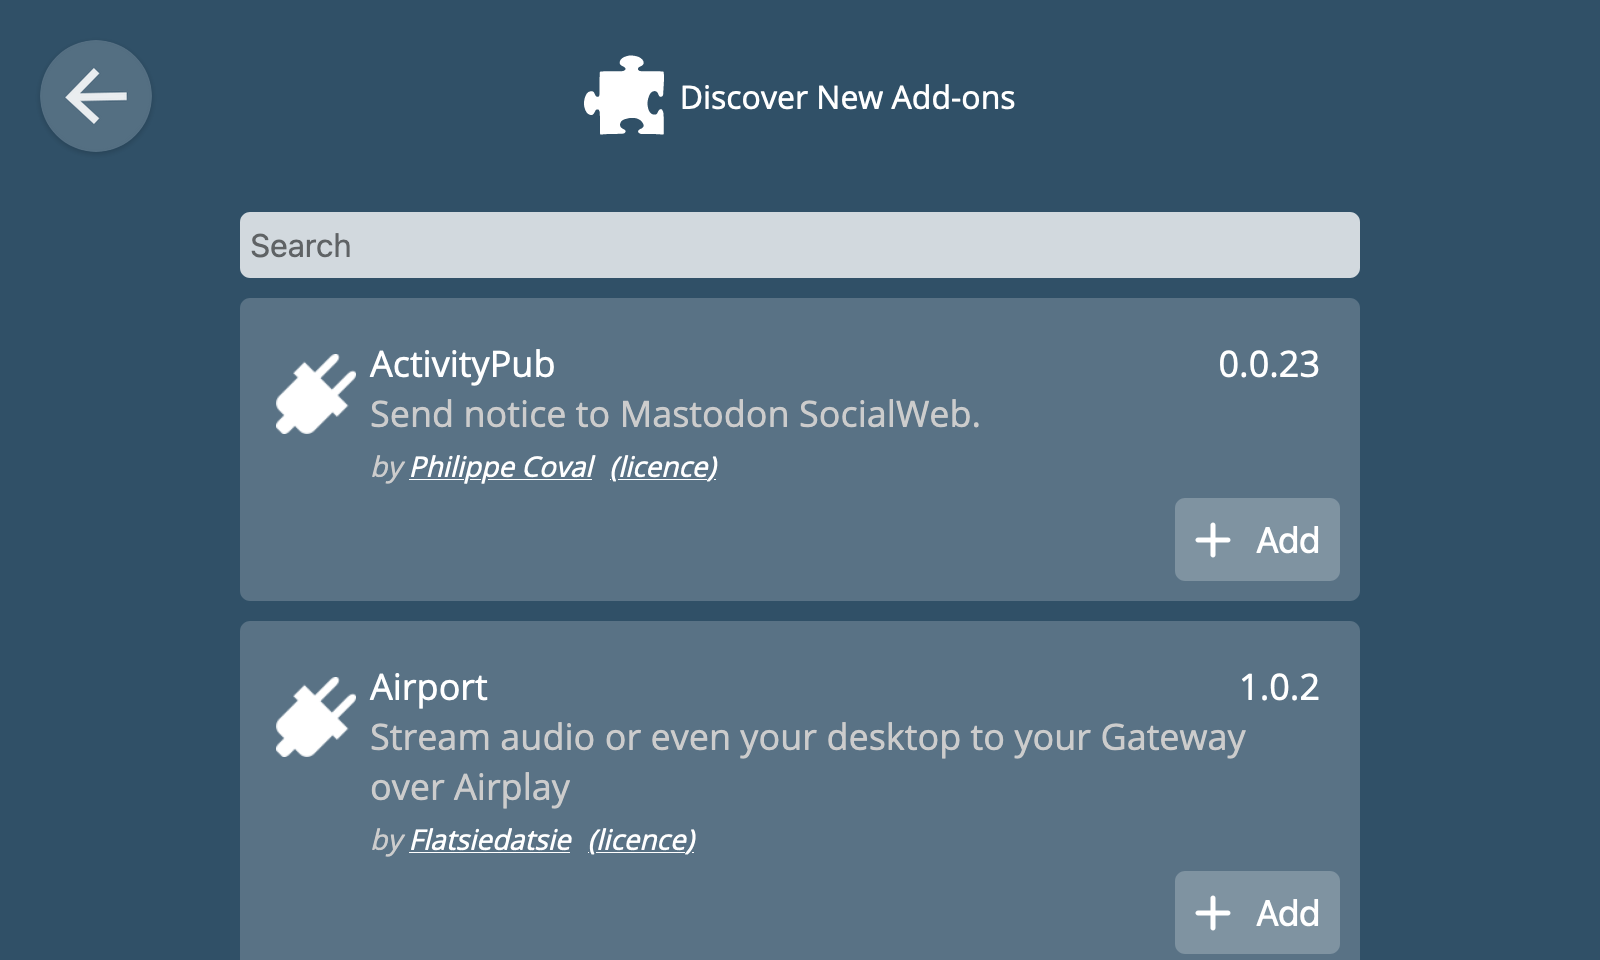 Discover New Add-ons
Search
ActivityPub 0.0.23
Send notice to Mastodon SocialWeb.
by Philippe Coval (licence)
+ Add
Airport 1.0.2
Stream audio or even your desktop to your Gateway
over Airplay
by Flatsiedatsie (licence)
+ Add